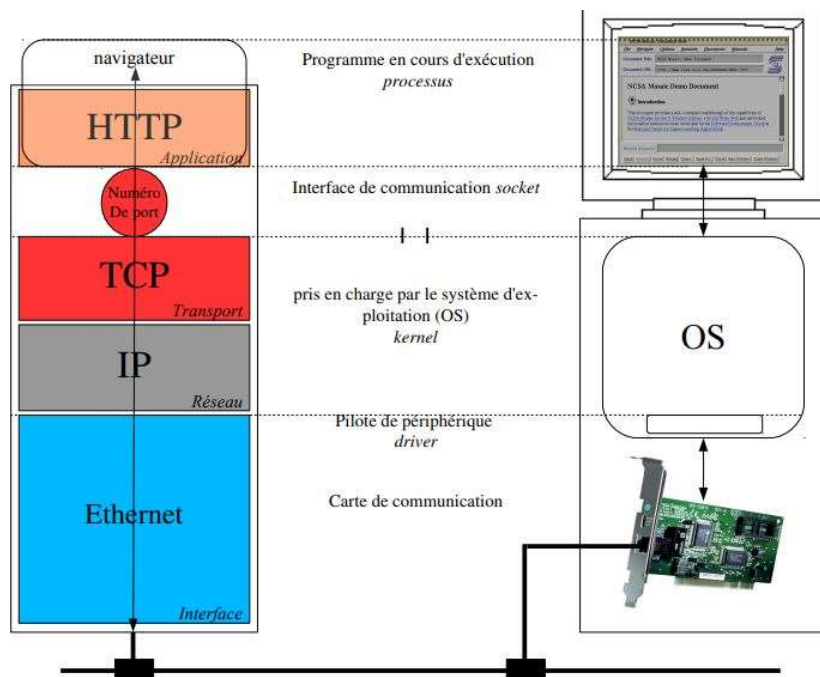 navigateur
HTTP
Application
Numéro
De port
TCP
Transport
IP
Réseau
Ethernet
Interface
Programme en cours d'exécution
processus
Interface de communication socket
pris en charge par le système d'ex-
ploitation (OS)
kernel
Pilote de périphérique
driver
Carte de communication
NCSA Mosaic Demo Document
Introduction
OS